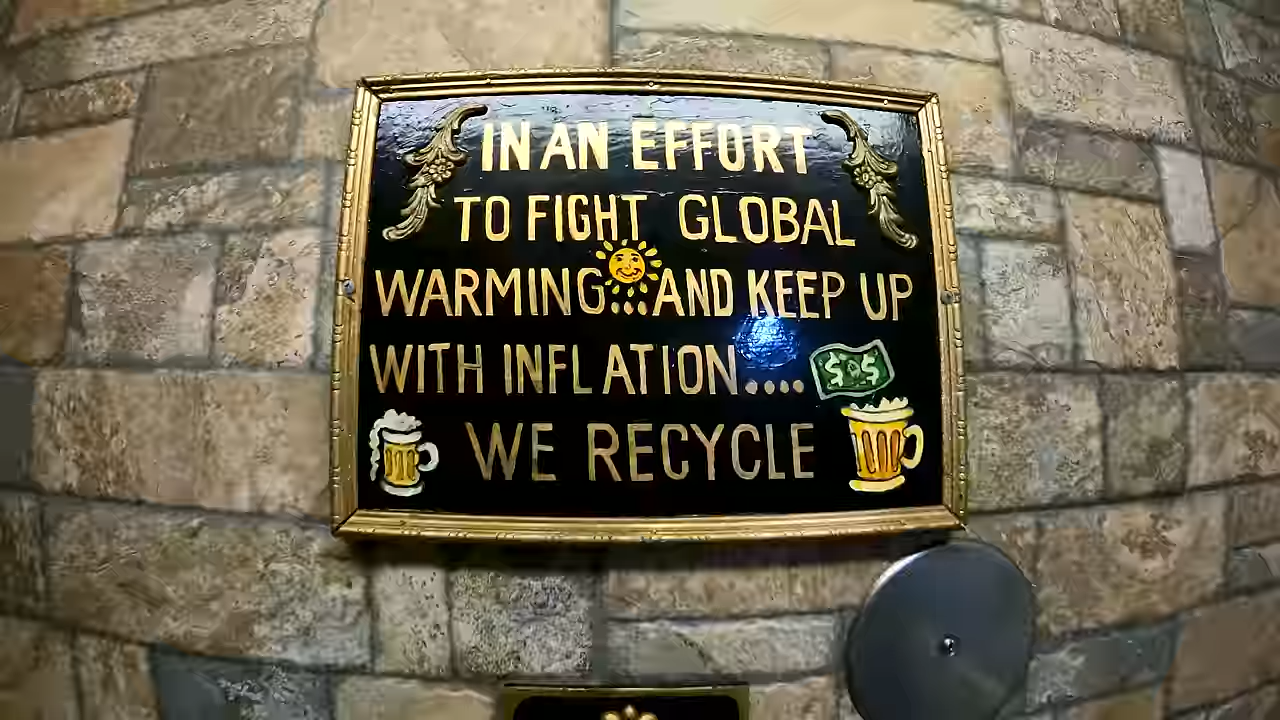 IN AN EFFORT
TO FIGHT GLOBAL
WARMING...AND KEEP UP
WITH INFLATION....
$ $
WE RECYCLE